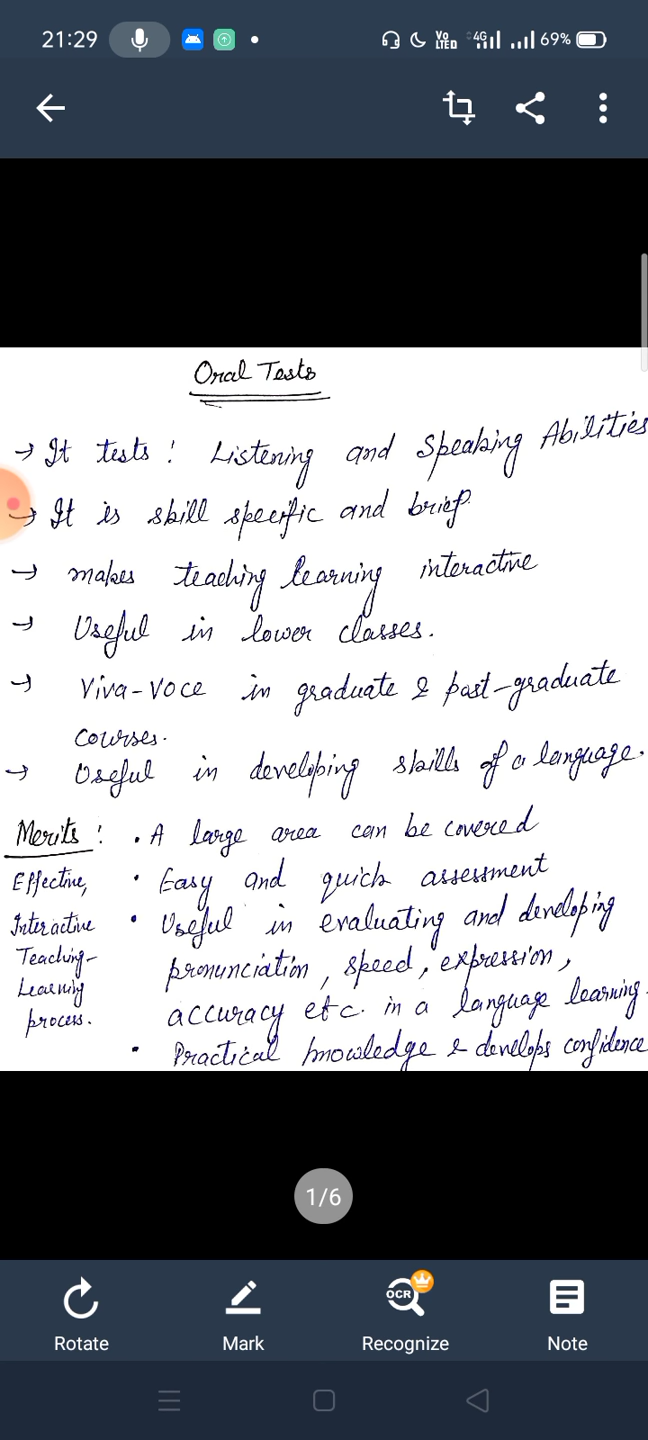 21:29
Vo LTED 4G 69%
Oral Tests
→ It tests: Listening and Speaking Abilities
→ It is skill specific and brief.
→ makes teaching learning interactive
→ Useful in lower classes.
→ Viva-voce in graduate & post-graduate
courses.
→ Useful in developing skills of a language.
Merits: • A large area can be covered
Effective, • Easy and quick assessment
Interactive • Useful in evaluating and developing
Teaching- pronunciation, speed, expression,
Learning accuracy etc. in a language learning.
process.
• Practical knowledge & develops confidence
1/6
OCR
Rotate Mark Recognize Note